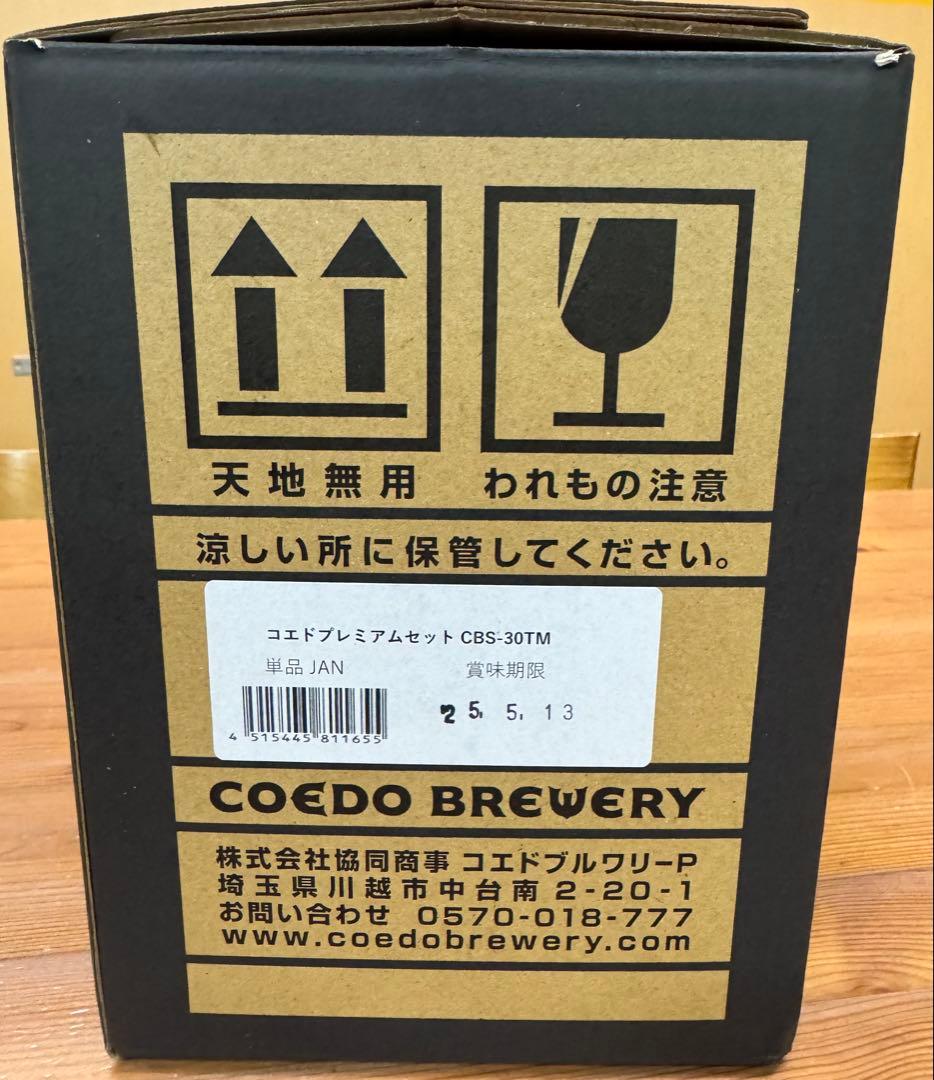 天地無用
われもの注意
涼しい所に保管してください。
コエドプレミアムセット CBS-30TM
単品 JAN
賞味期限
25, 5, 13
4 515445 811655
COEDO BREWERY
株式会社協同商事 コエドブルワリーP
埼玉県川越市中台南2-20-1
お問い合わせ 0570-018-777
www.coedobrewery.com